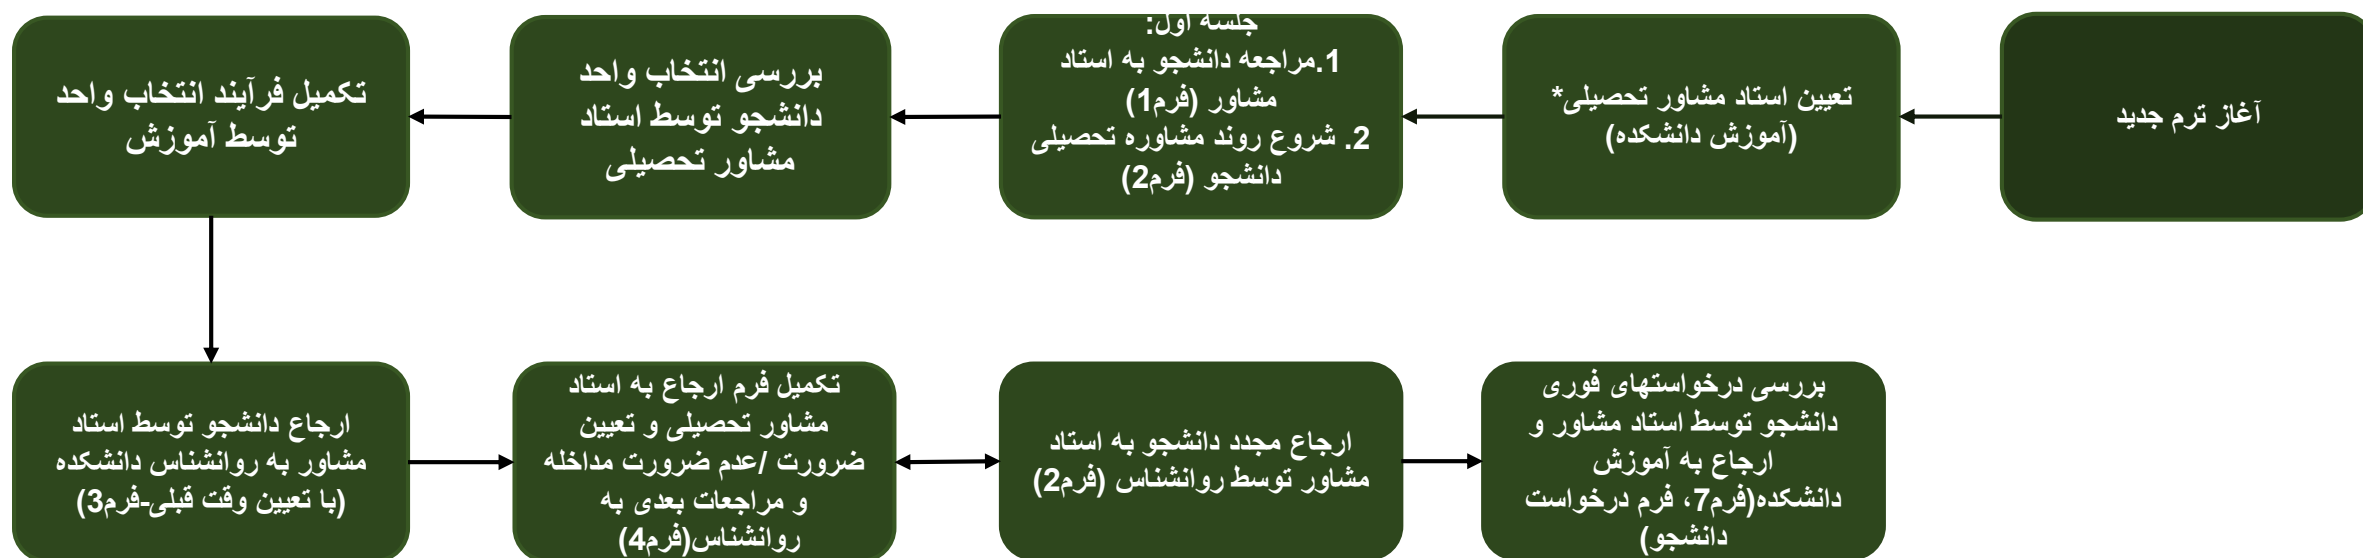 آغاز ترم جدید
تعیین استاد مشاور تحصیلی*
(آموزش دانشکده)
جلسه اول:
1.مراجعه دانشجو به استاد
مشاور (فرم1)
2. شروع روند مشاوره تحصیلی
دانشجو (فرم2)
بررسی انتخاب واحد
دانشجو توسط استاد
مشاور تحصیلی
تکمیل فرآیند انتخاب واحد
توسط آموزش
ارجاع دانشجو توسط استاد
مشاور به روانشناس دانشکده
(با تعیین وقت قبلی-فرم3)
تکمیل فرم ارجاع به استاد
مشاور تحصیلی و تعیین
ضرورت /عدم ضرورت مداخله
و مراجعات بعدی به
روانشناس(فرم4)
ارجاع مجدد دانشجو به استاد
مشاور توسط روانشناس (فرم2)
بررسی درخواستهای فوری
دانشجو توسط استاد مشاور و
ارجاع به آموزش
دانشکده(فرم7، فرم درخواست
دانشجو)